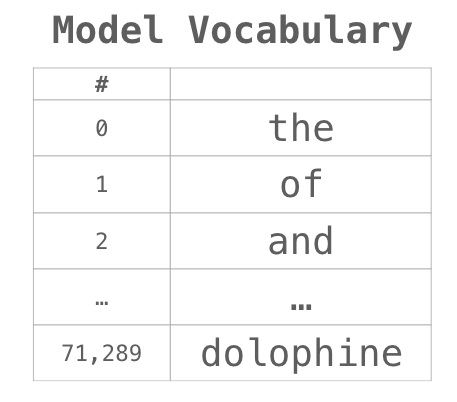 Model Vocabulary
#
0 the
1 of
2 and
… …
71,289 dolophine